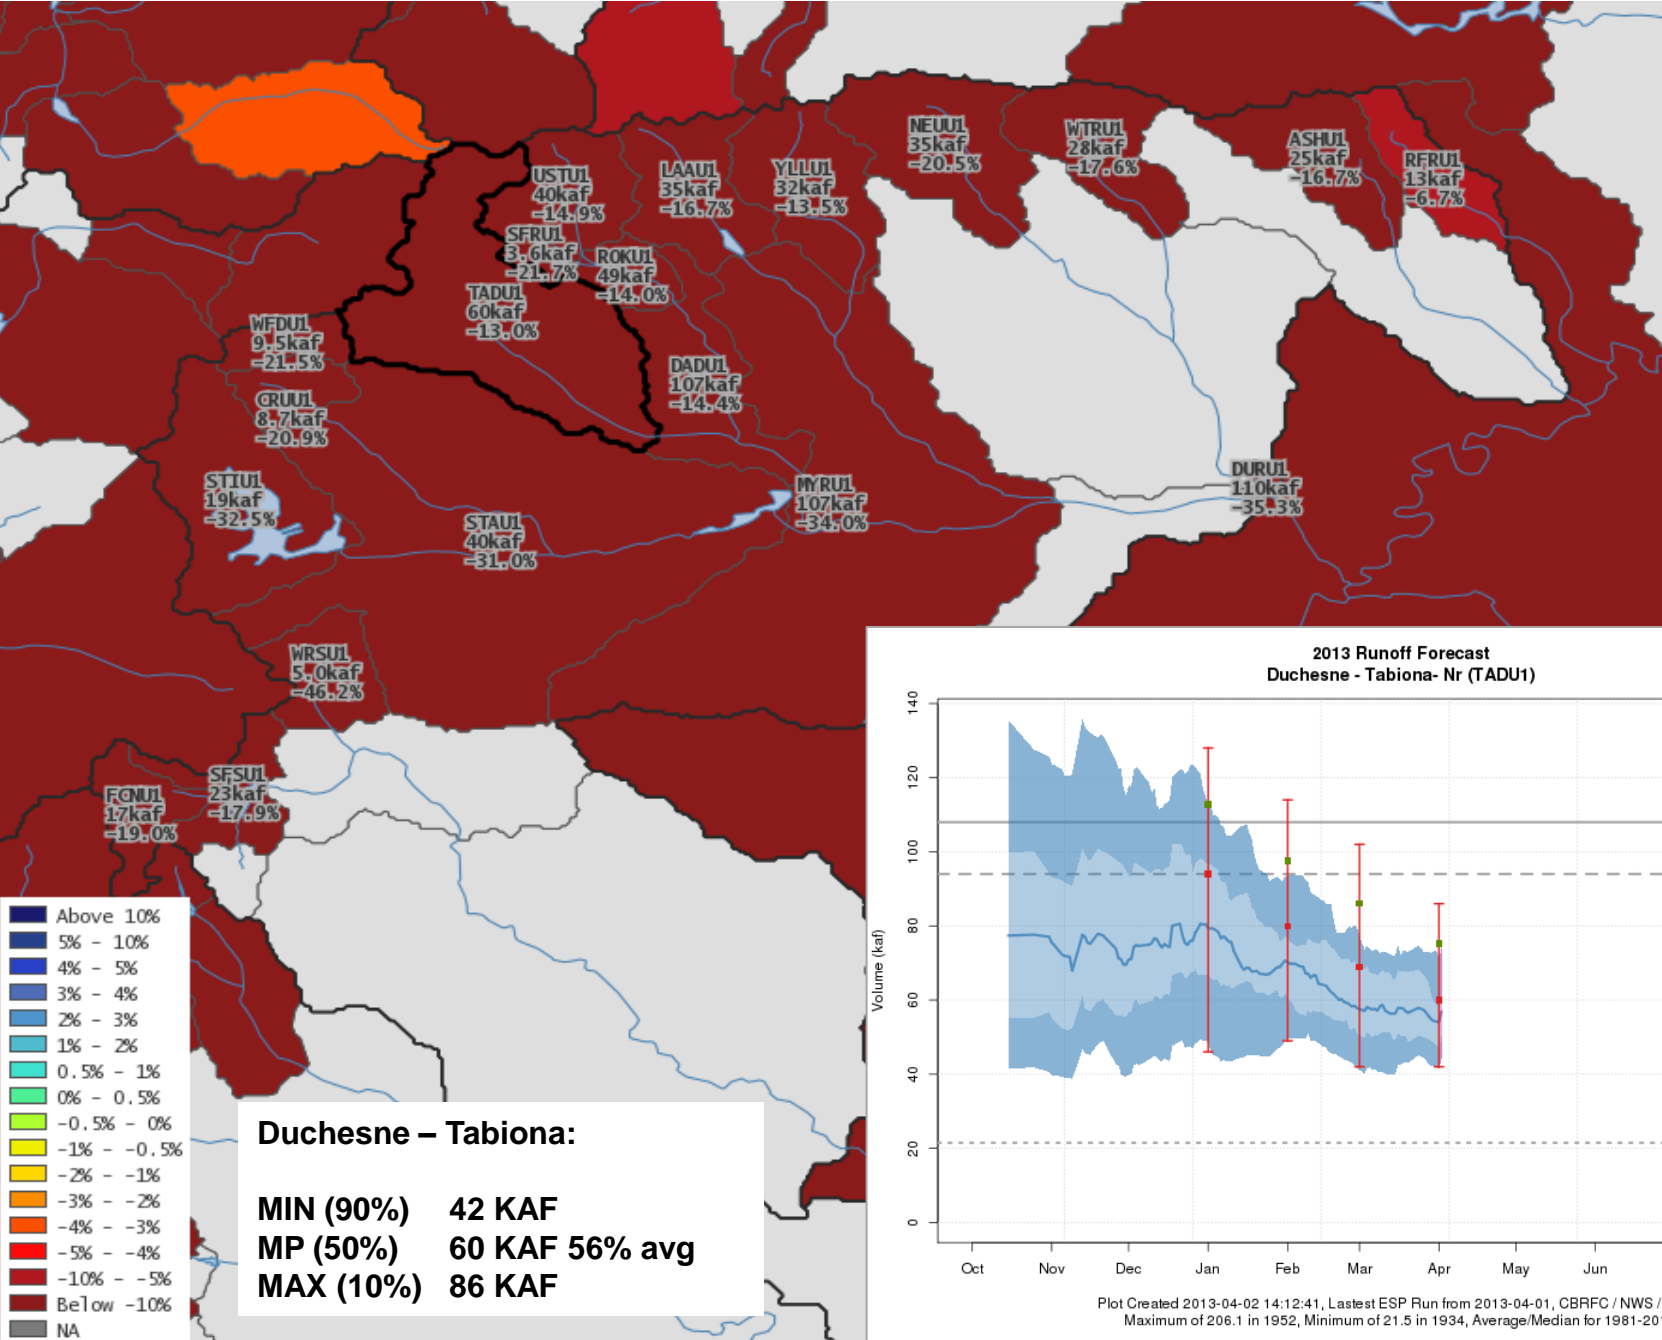 NEUU1
35kaf
-20.5%
WTRU1
28kaf
-17.6%
ASHU1
25kaf
-16.7%
RFRU1
13kaf
-6.7%
USTU1
40kaf
-14.9%
LAAU1
35kaf
-16.7%
YLLU1
32kaf
-13.5%
SFRU1
3.6kaf
-21.7%
ROKU1
49kaf
-14.0%
TADU1
60kaf
-13.0%
WFDU1
9.5kaf
-21.5%
DADU1
107kaf
-14.4%
CRUU1
8.7kaf
-20.9%
STIU1
19kaf
-32.5%
STAU1
40kaf
-31.0%
MYRU1
107kaf
-34.0%
DURU1
110kaf
-35.3%
WRSU1
5.0kaf
-46.2%
SFSU1
23kaf
-17.9%
FCNU1
17kaf
-19.0%
Above 10%
5% - 10%
4% - 5%
3% - 4%
2% - 3%
1% - 2%
0.5% - 1%
0% - 0.5%
-0.5% - 0%
-1% - -0.5%
-2% - -1%
-3% - -2%
-4% - -3%
-5% - -4%
-10% - -5%
Below -10%
NA
Duchesne – Tabiona:
MIN (90%) 42 KAF
MP (50%) 60 KAF 56% avg
MAX (10%) 86 KAF
2013 Runoff Forecast
Duchesne - Tabiona- Nr (TADU1)
Volume (kaf)
140
120
100
80
60
40
20
0
Oct Nov Dec Jan Feb Mar Apr May Jun
Plot Created 2013-04-02 14:12:41, Lastest ESP Run from 2013-04-01, CBRFC / NWS /
Maximum of 206.1 in 1952, Minimum of 21.5 in 1934, Average/Median for 1981-20